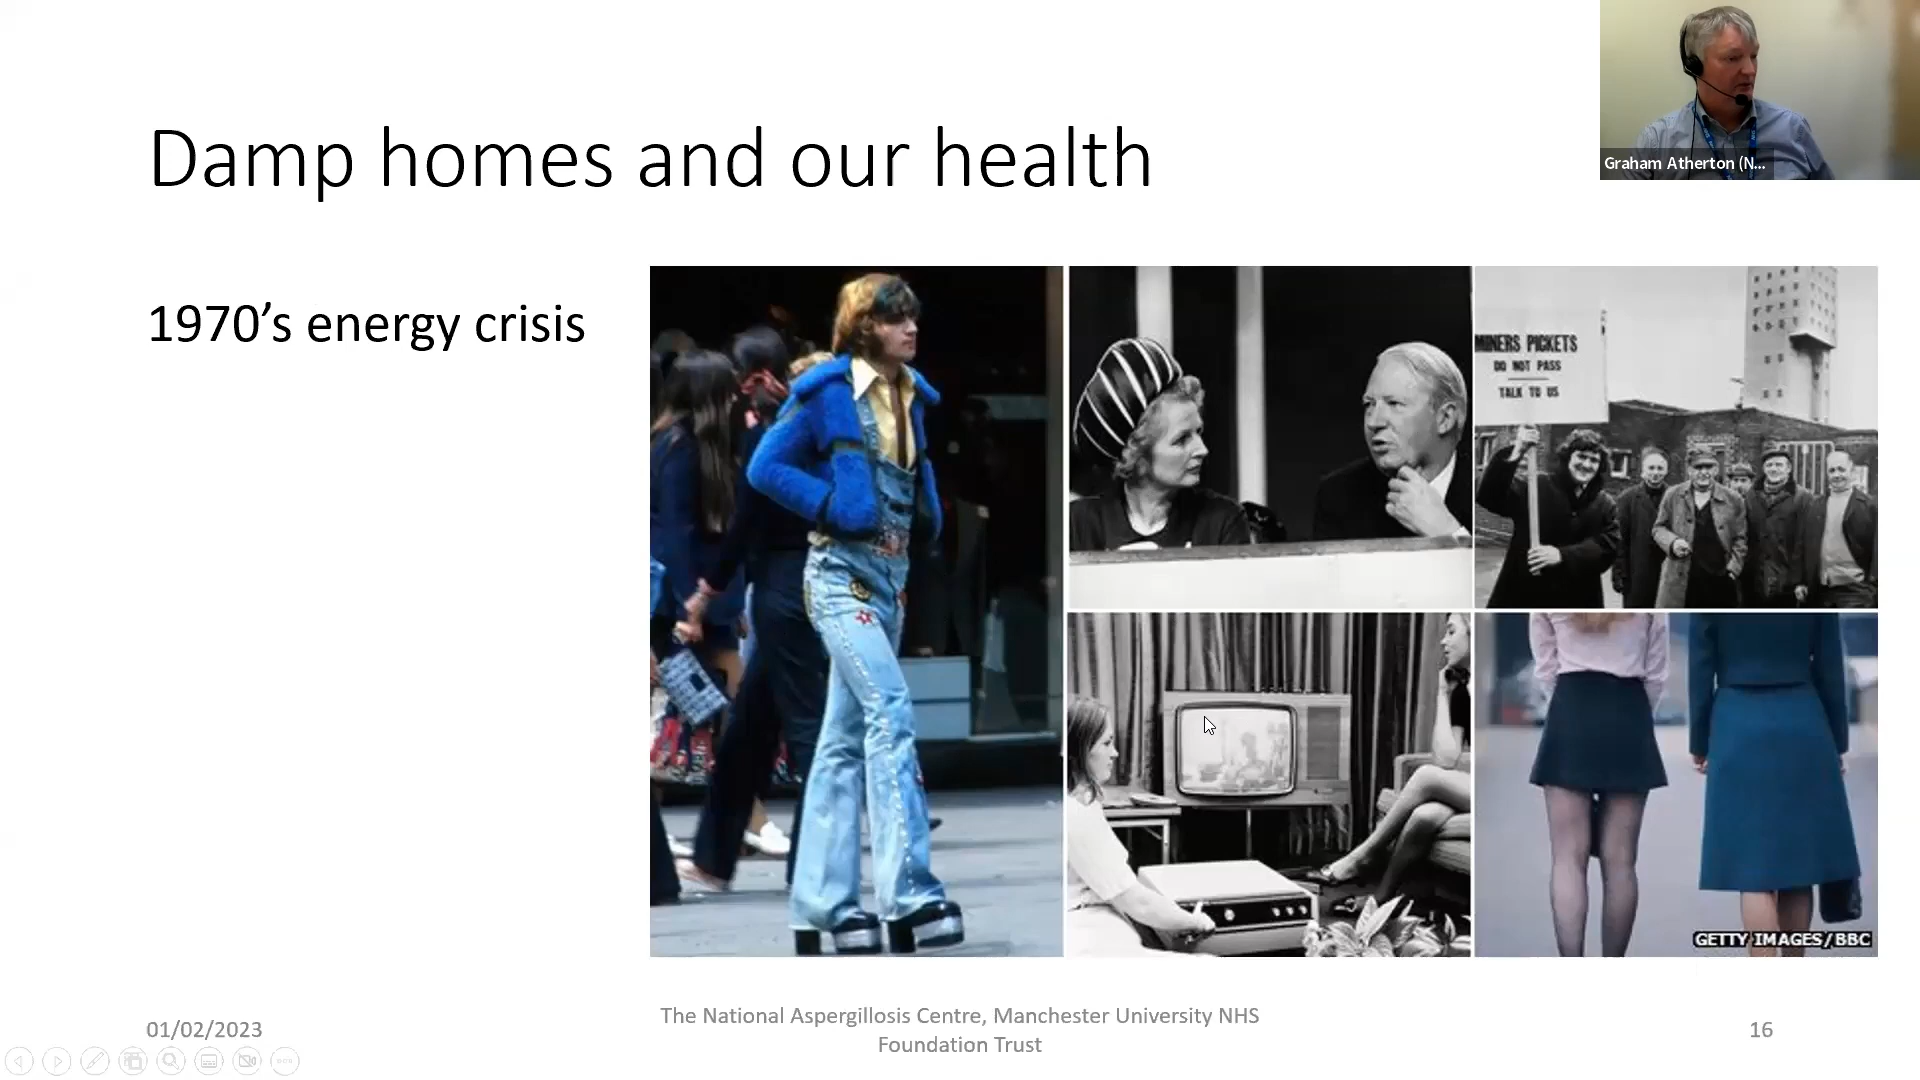 Damp homes and our health
Graham Atherton (N...
1970’s energy crisis
MINERS PICKETS
DO NOT PASS
TALK TO US
GETTY IMAGES/BBC
01/02/2023
The National Aspergillosis Centre, Manchester University NHS
Foundation Trust
16